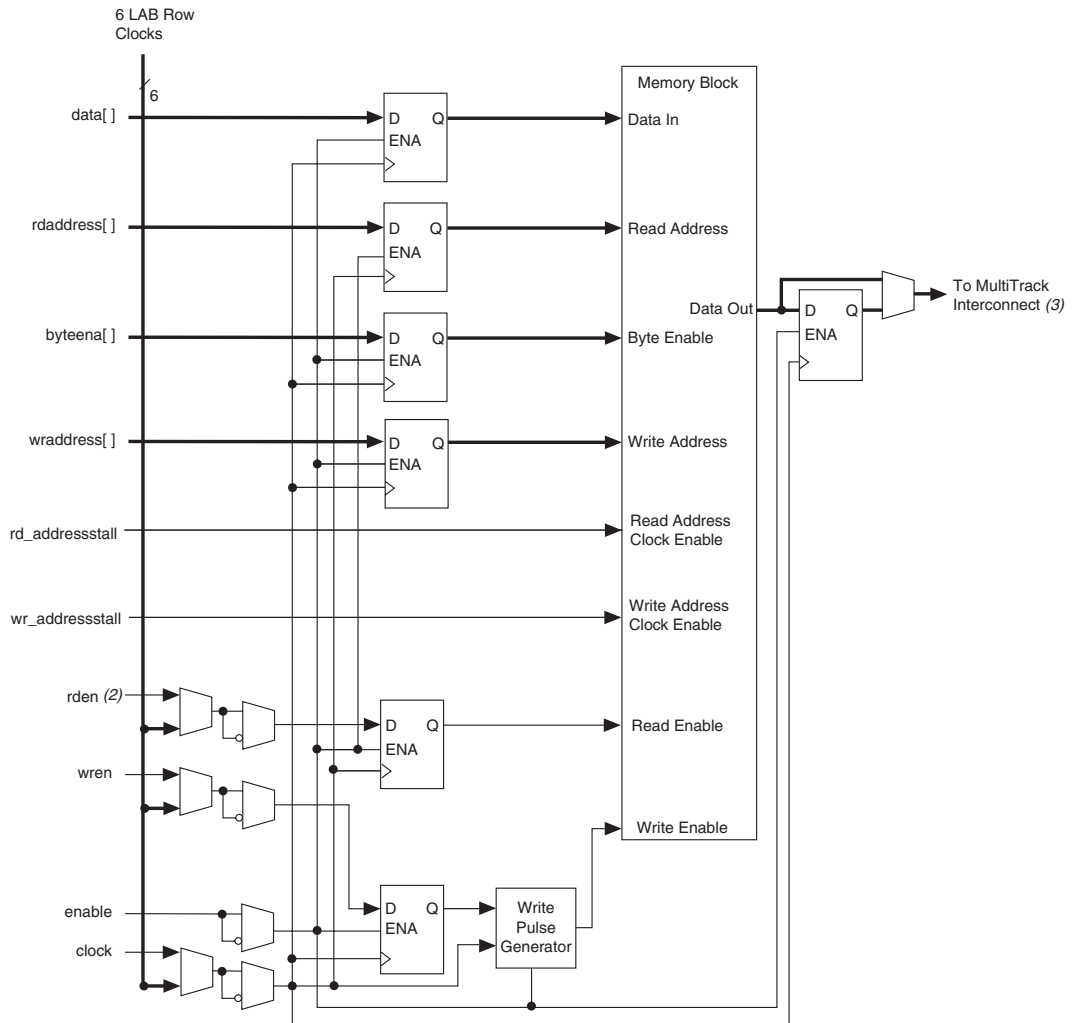 6 LAB Row
Clocks
6
Memory Block
data[ ]
D Q
ENA
Data In
rdaddress[ ]
D Q
ENA
Read Address
Data Out
D Q
ENA
To MultiTrack
Interconnect (3)
byteena[ ]
D Q
ENA
Byte Enable
wraddress[ ]
D Q
ENA
Write Address
rd_addressstall
Read Address
Clock Enable
wr_addressstall
Write Address
Clock Enable
rden (2)
D Q
ENA
Read Enable
wren
Write Enable
enable
D Q
ENA
Write
Pulse
Generator
clock